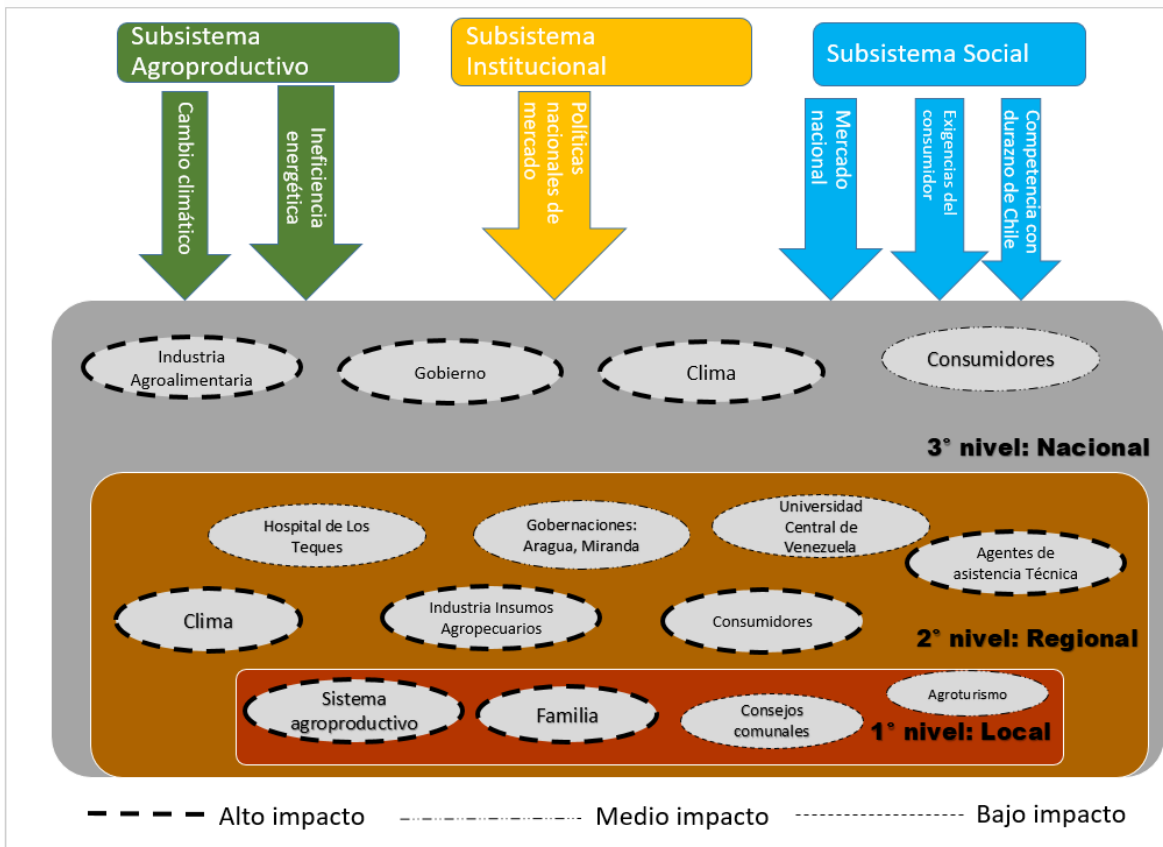 Subsistema
Agroproductivo
Subsistema
Institucional
Subsistema Social
Cambio climático
Ineficiencia
energética
Políticas
nacionales de
mercado
Mercado
nacional
Exigencias del
consumidor
Competencia con
durazno de Chile
Industria
Agroalimentaria
Gobierno
Clima
Consumidores
3° nivel: Nacional
Hospital de Los
Teques
Gobernaciones:
Aragua, Miranda
Universidad
Central de
Venezuela
Agentes de
asistencia Técnica
Clima
Industria Insumos
Agropecuarios
Consumidores
2° nivel: Regional
Sistema
agroproductivo
Familia
Consejos
comunales
Agroturismo
1° nivel: Local
Alto impacto
Medio impacto
Bajo impacto